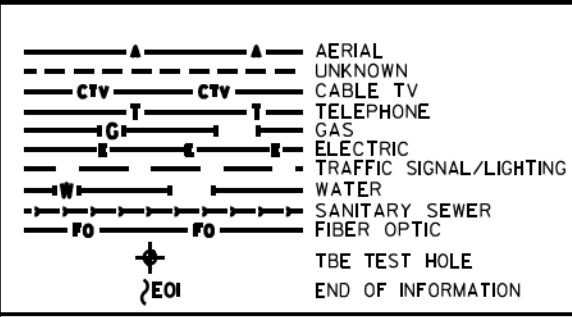 A A AERIAL
UNKNOWN
CTV CTV CABLE TV
T T TELEPHONE
G GAS
E E E ELECTRIC
TRAFFIC SIGNAL/LIGHTING
W WATER
SANITARY SEWER
FO FO FIBER OPTIC
TBE TEST HOLE
EOI END OF INFORMATION